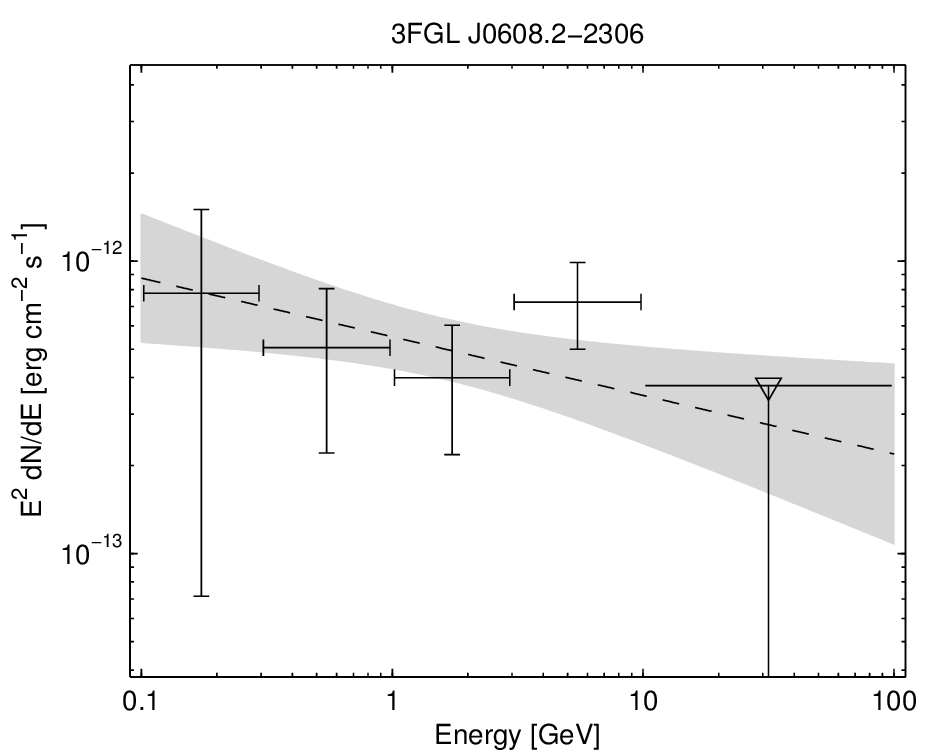 3FGL J0608.2−2306
E² dN/dE [erg cm⁻² s⁻¹]
10⁻¹²
10⁻¹³
0.1 1 10 100
Energy [GeV]